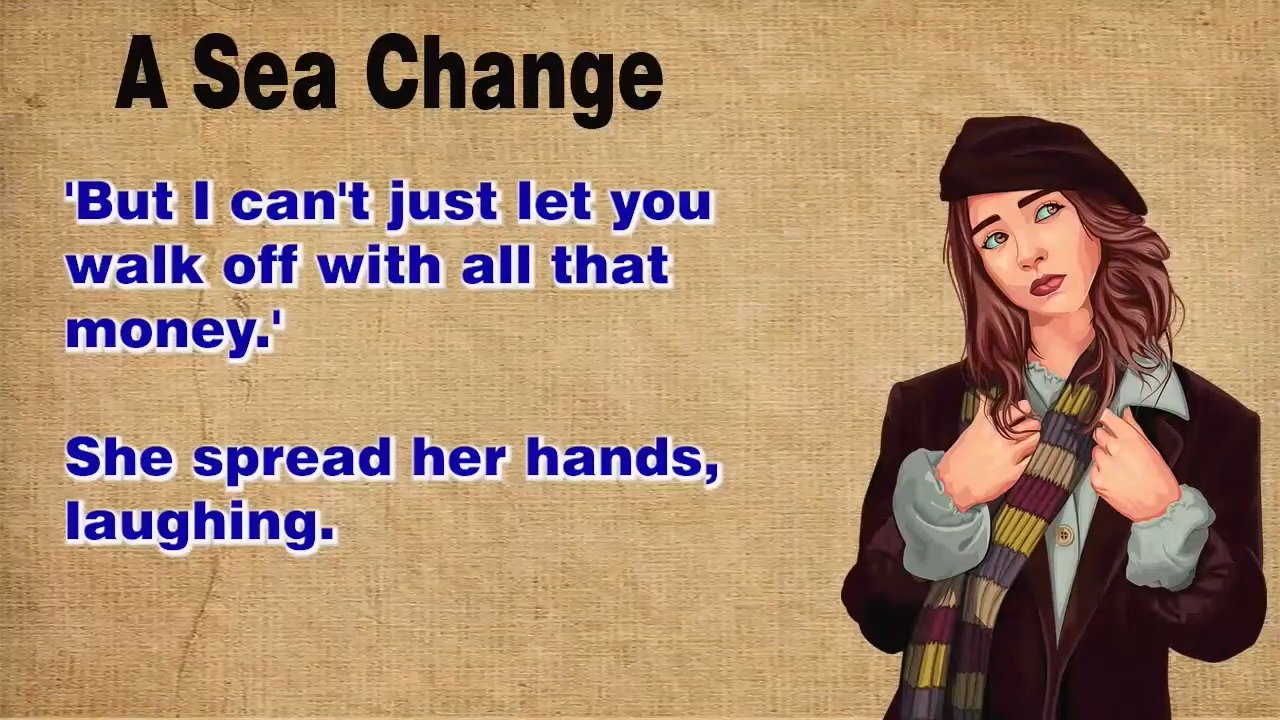 A Sea Change
'But I can't just let you
walk off with all that
money.'
She spread her hands,
laughing.